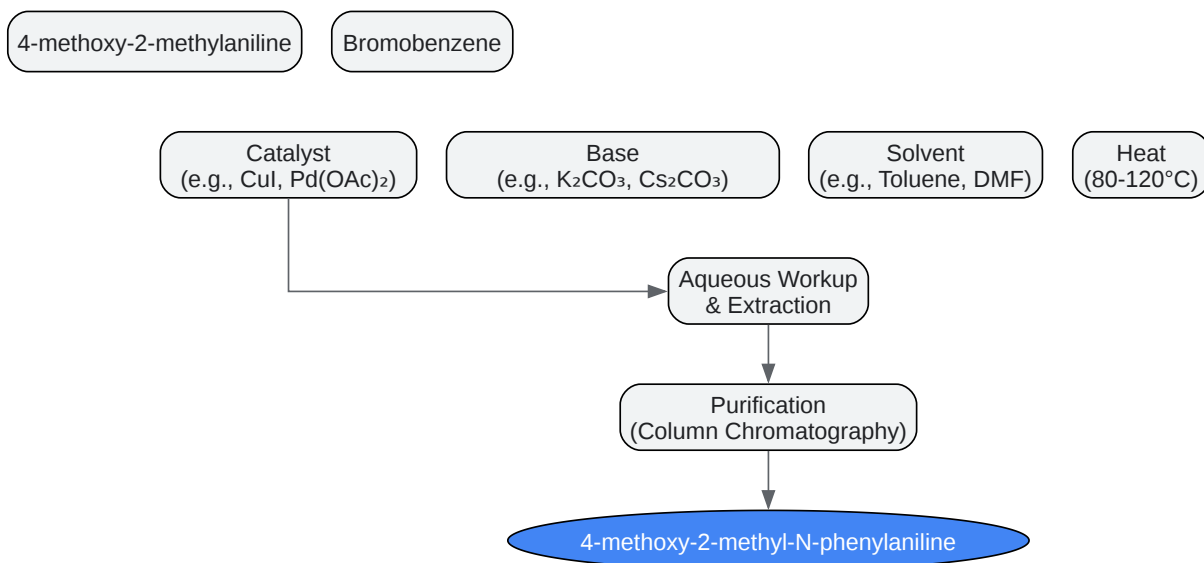 4-methoxy-2-methylaniline
Bromobenzene
Catalyst
(e.g., CuI, Pd(OAc)₂)
Base
(e.g., K₂CO₃, Cs₂CO₃)
Solvent
(e.g., Toluene, DMF)
Heat
(80-120°C)
Aqueous Workup
& Extraction
Purification
(Column Chromatography)
4-methoxy-2-methyl-N-phenylaniline